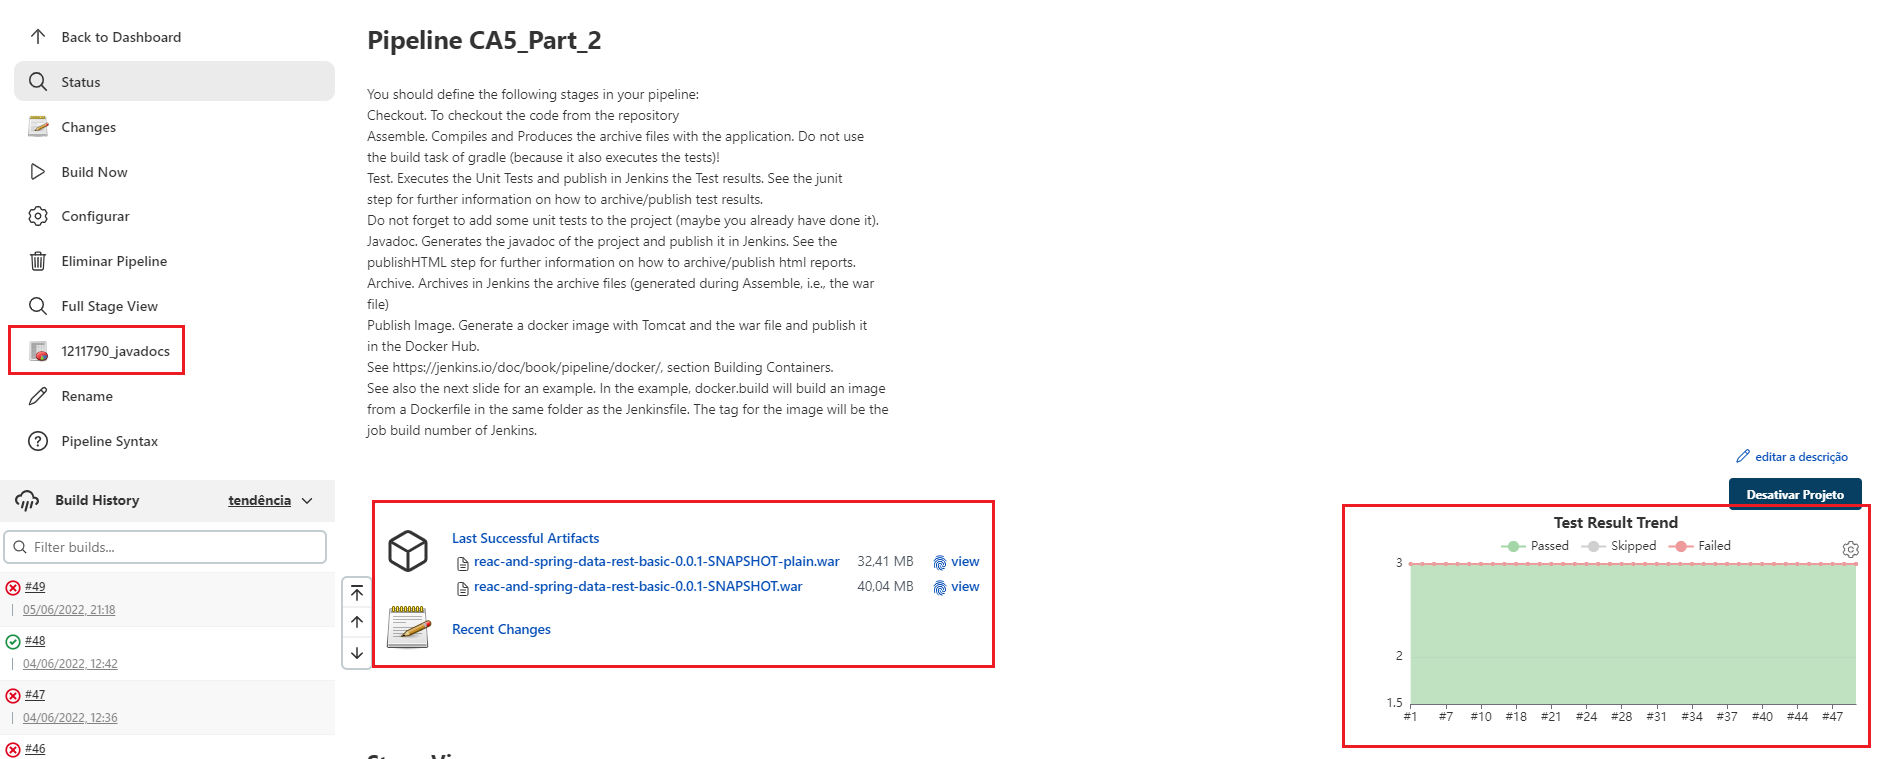 Back to Dashboard
Status
Changes
Build Now
Configurar
Eliminar Pipeline
Full Stage View
1211790_javadocs
Rename
Pipeline Syntax
Build History
tendência
Filter builds...
#49
05/06/2022, 21:18
#48
04/06/2022, 12:42
#47
04/06/2022, 12:36
#46
Pipeline CA5_Part_2
You should define the following stages in your pipeline:
Checkout. To checkout the code from the repository
Assemble. Compiles and Produces the archive files with the application. Do not use
the build task of gradle (because it also executes the tests)!
Test. Executes the Unit Tests and publish in Jenkins the Test results. See the junit
step for further information on how to archive/publish test results.
Do not forget to add some unit tests to the project (maybe you already have done it).
Javadoc. Generates the javadoc of the project and publish it in Jenkins. See the
publishHTML step for further information on how to archive/publish html reports.
Archive. Archives in Jenkins the archive files (generated during Assemble, i.e., the war
file)
Publish Image. Generate a docker image with Tomcat and the war file and publish it
in the Docker Hub.
See https://jenkins.io/doc/book/pipeline/docker/, section Building Containers.
See also the next slide for an example. In the example, docker.build will build an image
from a Dockerfile in the same folder as the Jenkinsfile. The tag for the image will be the
job build number of Jenkins.
editar a descrição
Desativar Projeto
Last Successful Artifacts
reac-and-spring-data-rest-basic-0.0.1-SNAPSHOT-plain.war 32,41 MB view
reac-and-spring-data-rest-basic-0.0.1-SNAPSHOT.war 40,04 MB view
Recent Changes
Test Result Trend
Passed Skipped Failed
3
2
1.5
#1 #7 #10 #18 #21 #24 #28 #31 #34 #37 #40 #44 #47